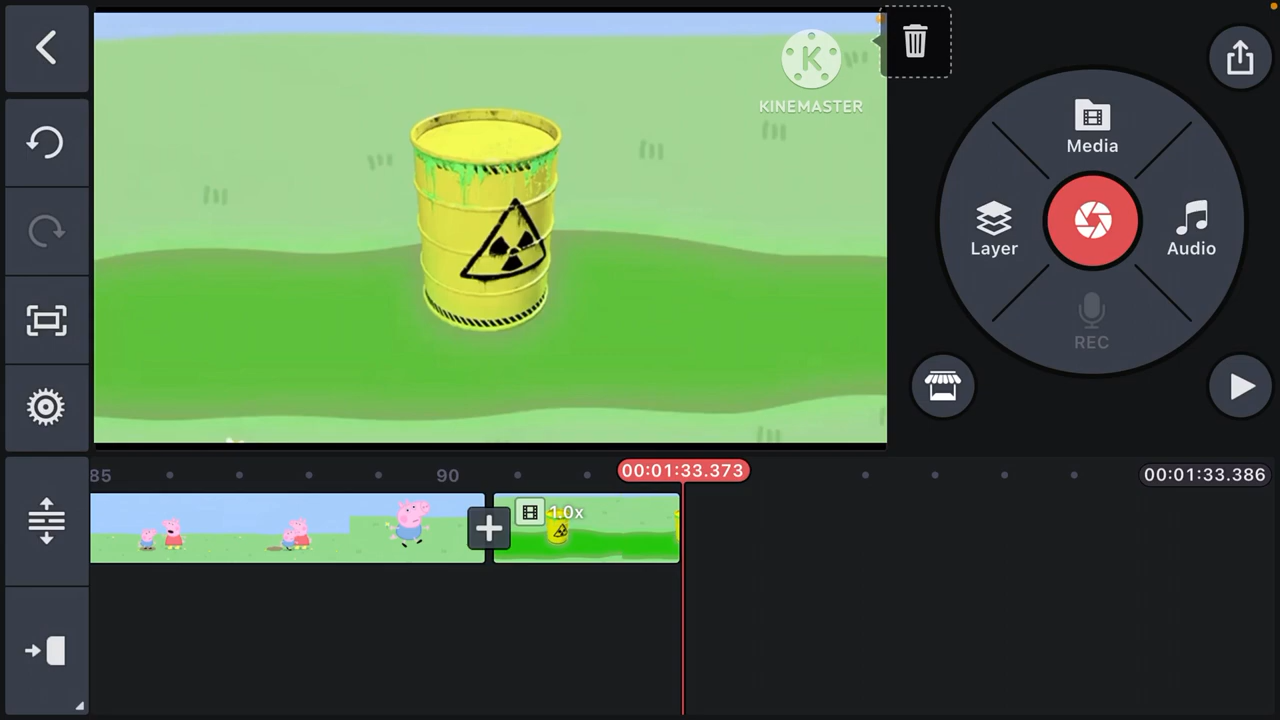 K
KINEMASTER
Media
Layer
Audio
REC
85
90
00:01:33.373
00:01:33.386
1.0x